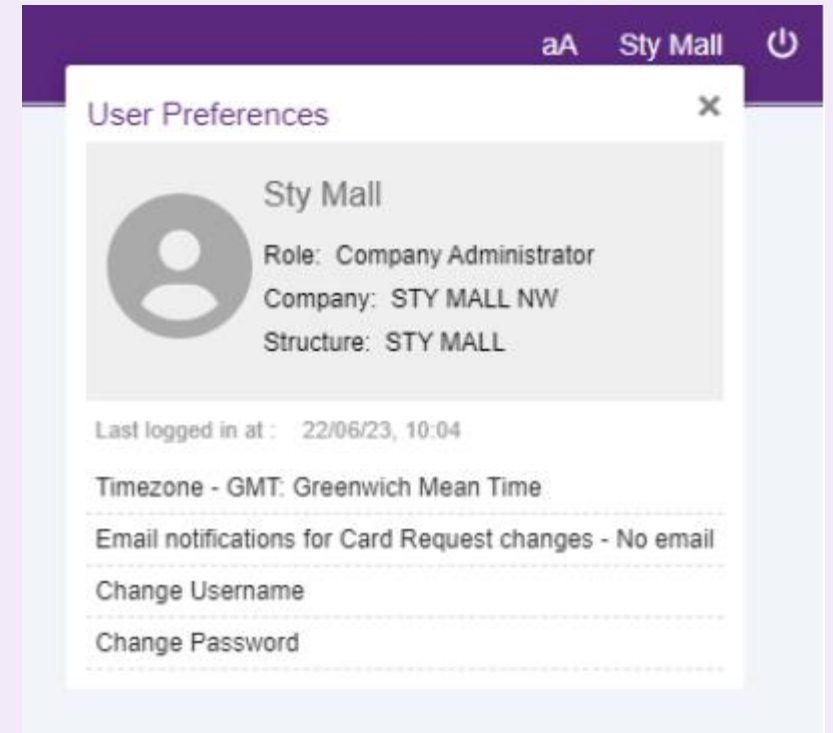 aA Sty Mall
User Preferences
Sty Mall
Role: Company Administrator
Company: STY MALL NW
Structure: STY MALL
Last logged in at : 22/06/23, 10:04
Timezone - GMT: Greenwich Mean Time
Email notifications for Card Request changes - No email
Change Username
Change Password